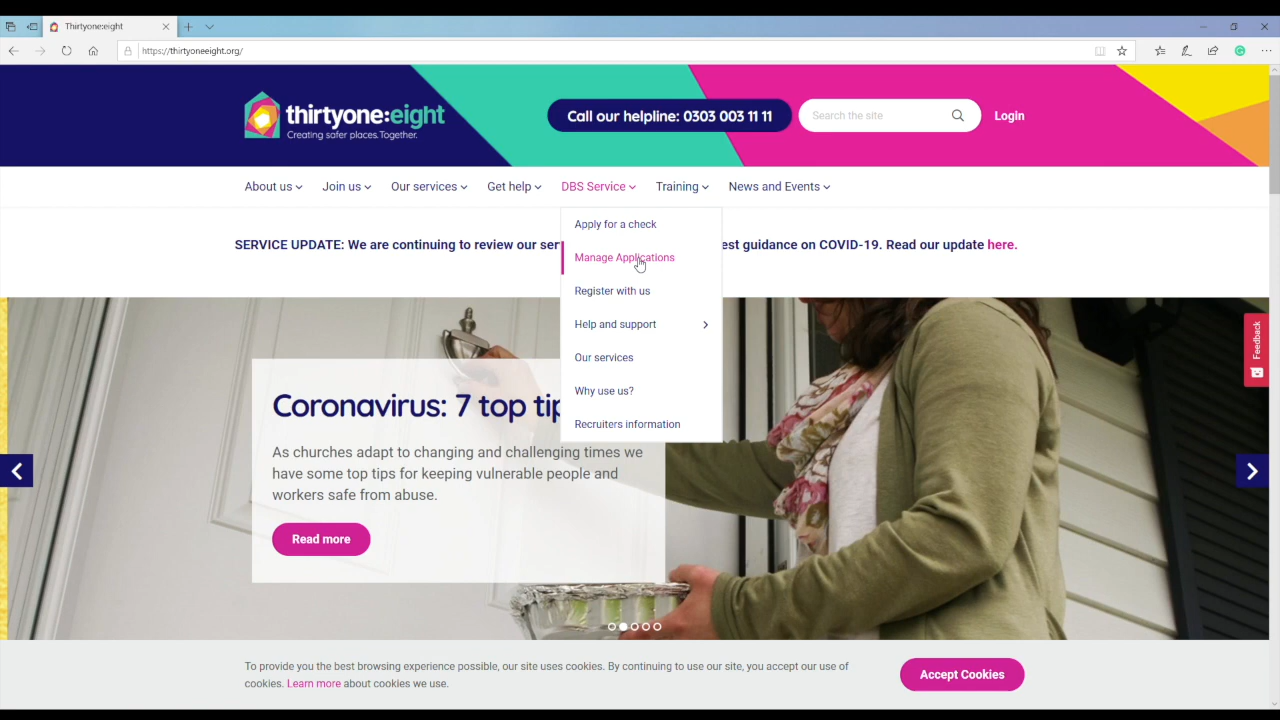 Thirtyone:eight
https://thirtyoneeight.org/
thirtyone:eight
Creating safer places. Together.
Call our helpline: 0303 003 11 11
Search the site
Login
About us
Join us
Our services
Get help
DBS Service
Training
News and Events
Apply for a check
Manage Applications
Register with us
Help and support
Our services
Why use us?
Recruiters information
SERVICE UPDATE: We are continuing to review our ser
est guidance on COVID-19. Read our update here.
Feedback
Coronavirus: 7 top tip
As churches adapt to changing and challenging times we
have some top tips for keeping vulnerable people and
workers safe from abuse.
Read more
To provide you the best browsing experience possible, our site uses cookies. By continuing to use our site, you accept our use of
cookies. Learn more about cookies we use.
Accept Cookies